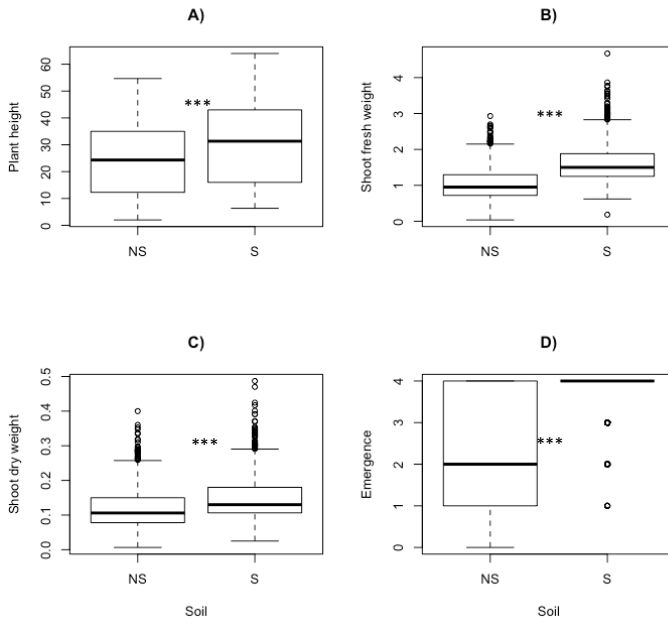 A)
Plant height
60
50
40
30
20
10
0
***
NS
S
B)
Shoot fresh weight
4
3
2
1
0
***
NS
S
C)
Shoot dry weight
0.5
0.4
0.3
0.2
0.1
0.0
***
NS
S
Soil
D)
Emergence
4
3
2
1
0
***
NS
S
Soil